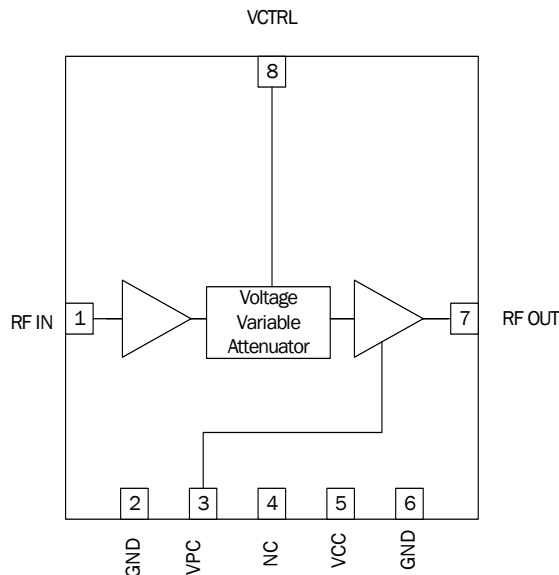 VCTRL
8
RF IN
1
Voltage
Variable
Attenuator
7
RF OUT
2
3
4
5
6
GND
VPC
NC
VCC
GND